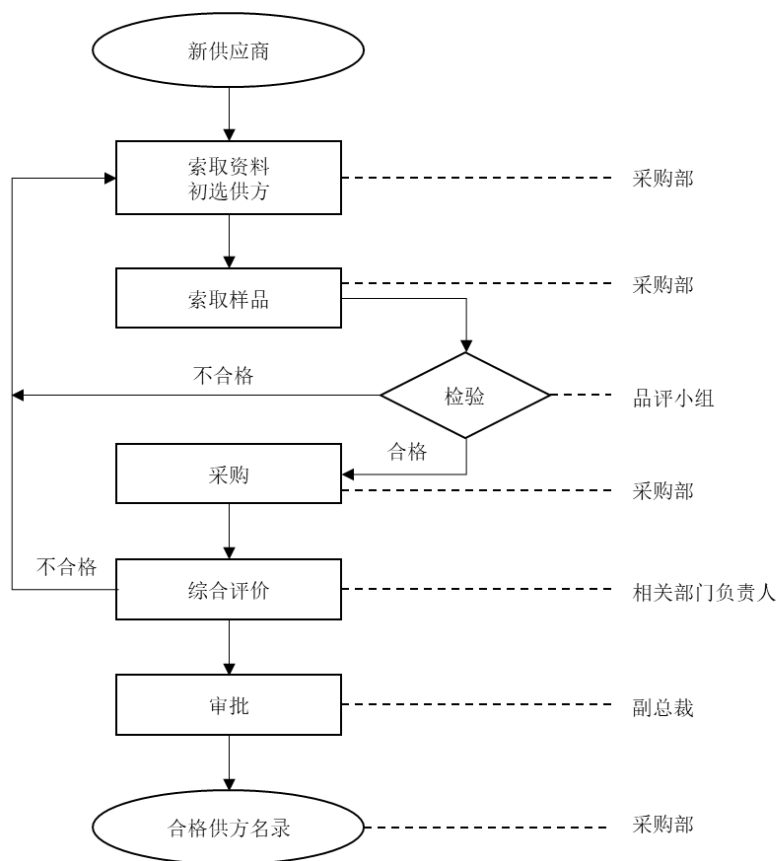 新供应商
索取资料
初选供方
采购部
索取样品
采购部
不合格
检验
品评小组
合格
采购
采购部
不合格
综合评价
相关部门负责人
审批
副总裁
合格供方名录
采购部